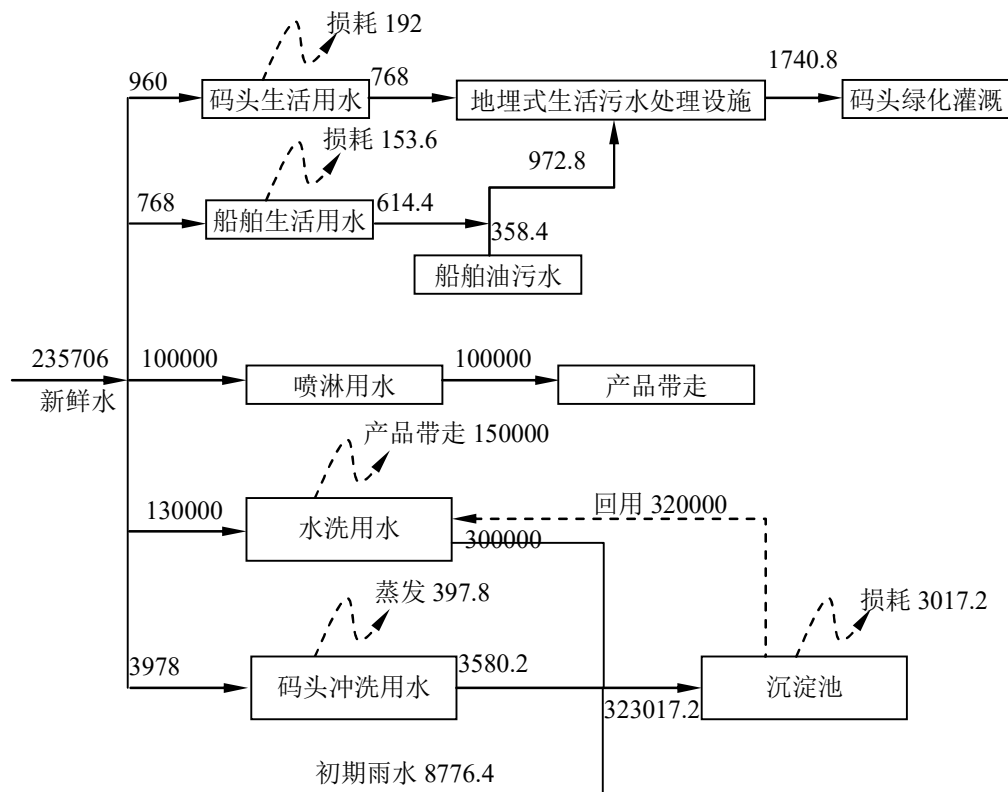 损耗 192
960
码头生活用水
768
地埋式生活污水处理设施
1740.8
码头绿化灌溉
损耗 153.6
972.8
768
船舶生活用水
614.4
358.4
船舶油污水
235706
新鲜水
100000
喷淋用水
100000
产品带走
产品带走 150000
130000
水洗用水
回用 320000
300000
蒸发 397.8
损耗 3017.2
3978
码头冲洗用水
3580.2
323017.2
沉淀池
初期雨水 8776.4